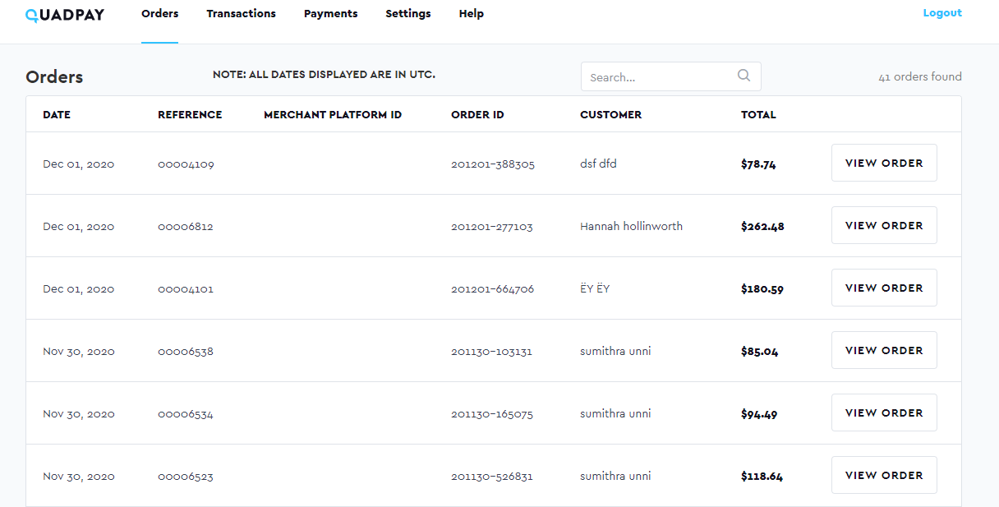 QUADPAY Orders Transactions Payments Settings Help Logout
Orders NOTE: ALL DATES DISPLAYED ARE IN UTC. Search... 41 orders found
DATE REFERENCE MERCHANT PLATFORM ID ORDER ID CUSTOMER TOTAL
Dec 01, 2020 00004109 201201-388305 dsf dfd $78.74 VIEW ORDER
Dec 01, 2020 00006812 201201-277103 Hannah hollinworth $262.48 VIEW ORDER
Dec 01, 2020 00004101 201201-664706 ËY ËY $180.59 VIEW ORDER
Nov 30, 2020 00006538 201130-103131 sumithra unni $85.04 VIEW ORDER
Nov 30, 2020 00006534 201130-165075 sumithra unni $94.49 VIEW ORDER
Nov 30, 2020 00006523 201130-526831 sumithra unni $118.64 VIEW ORDER